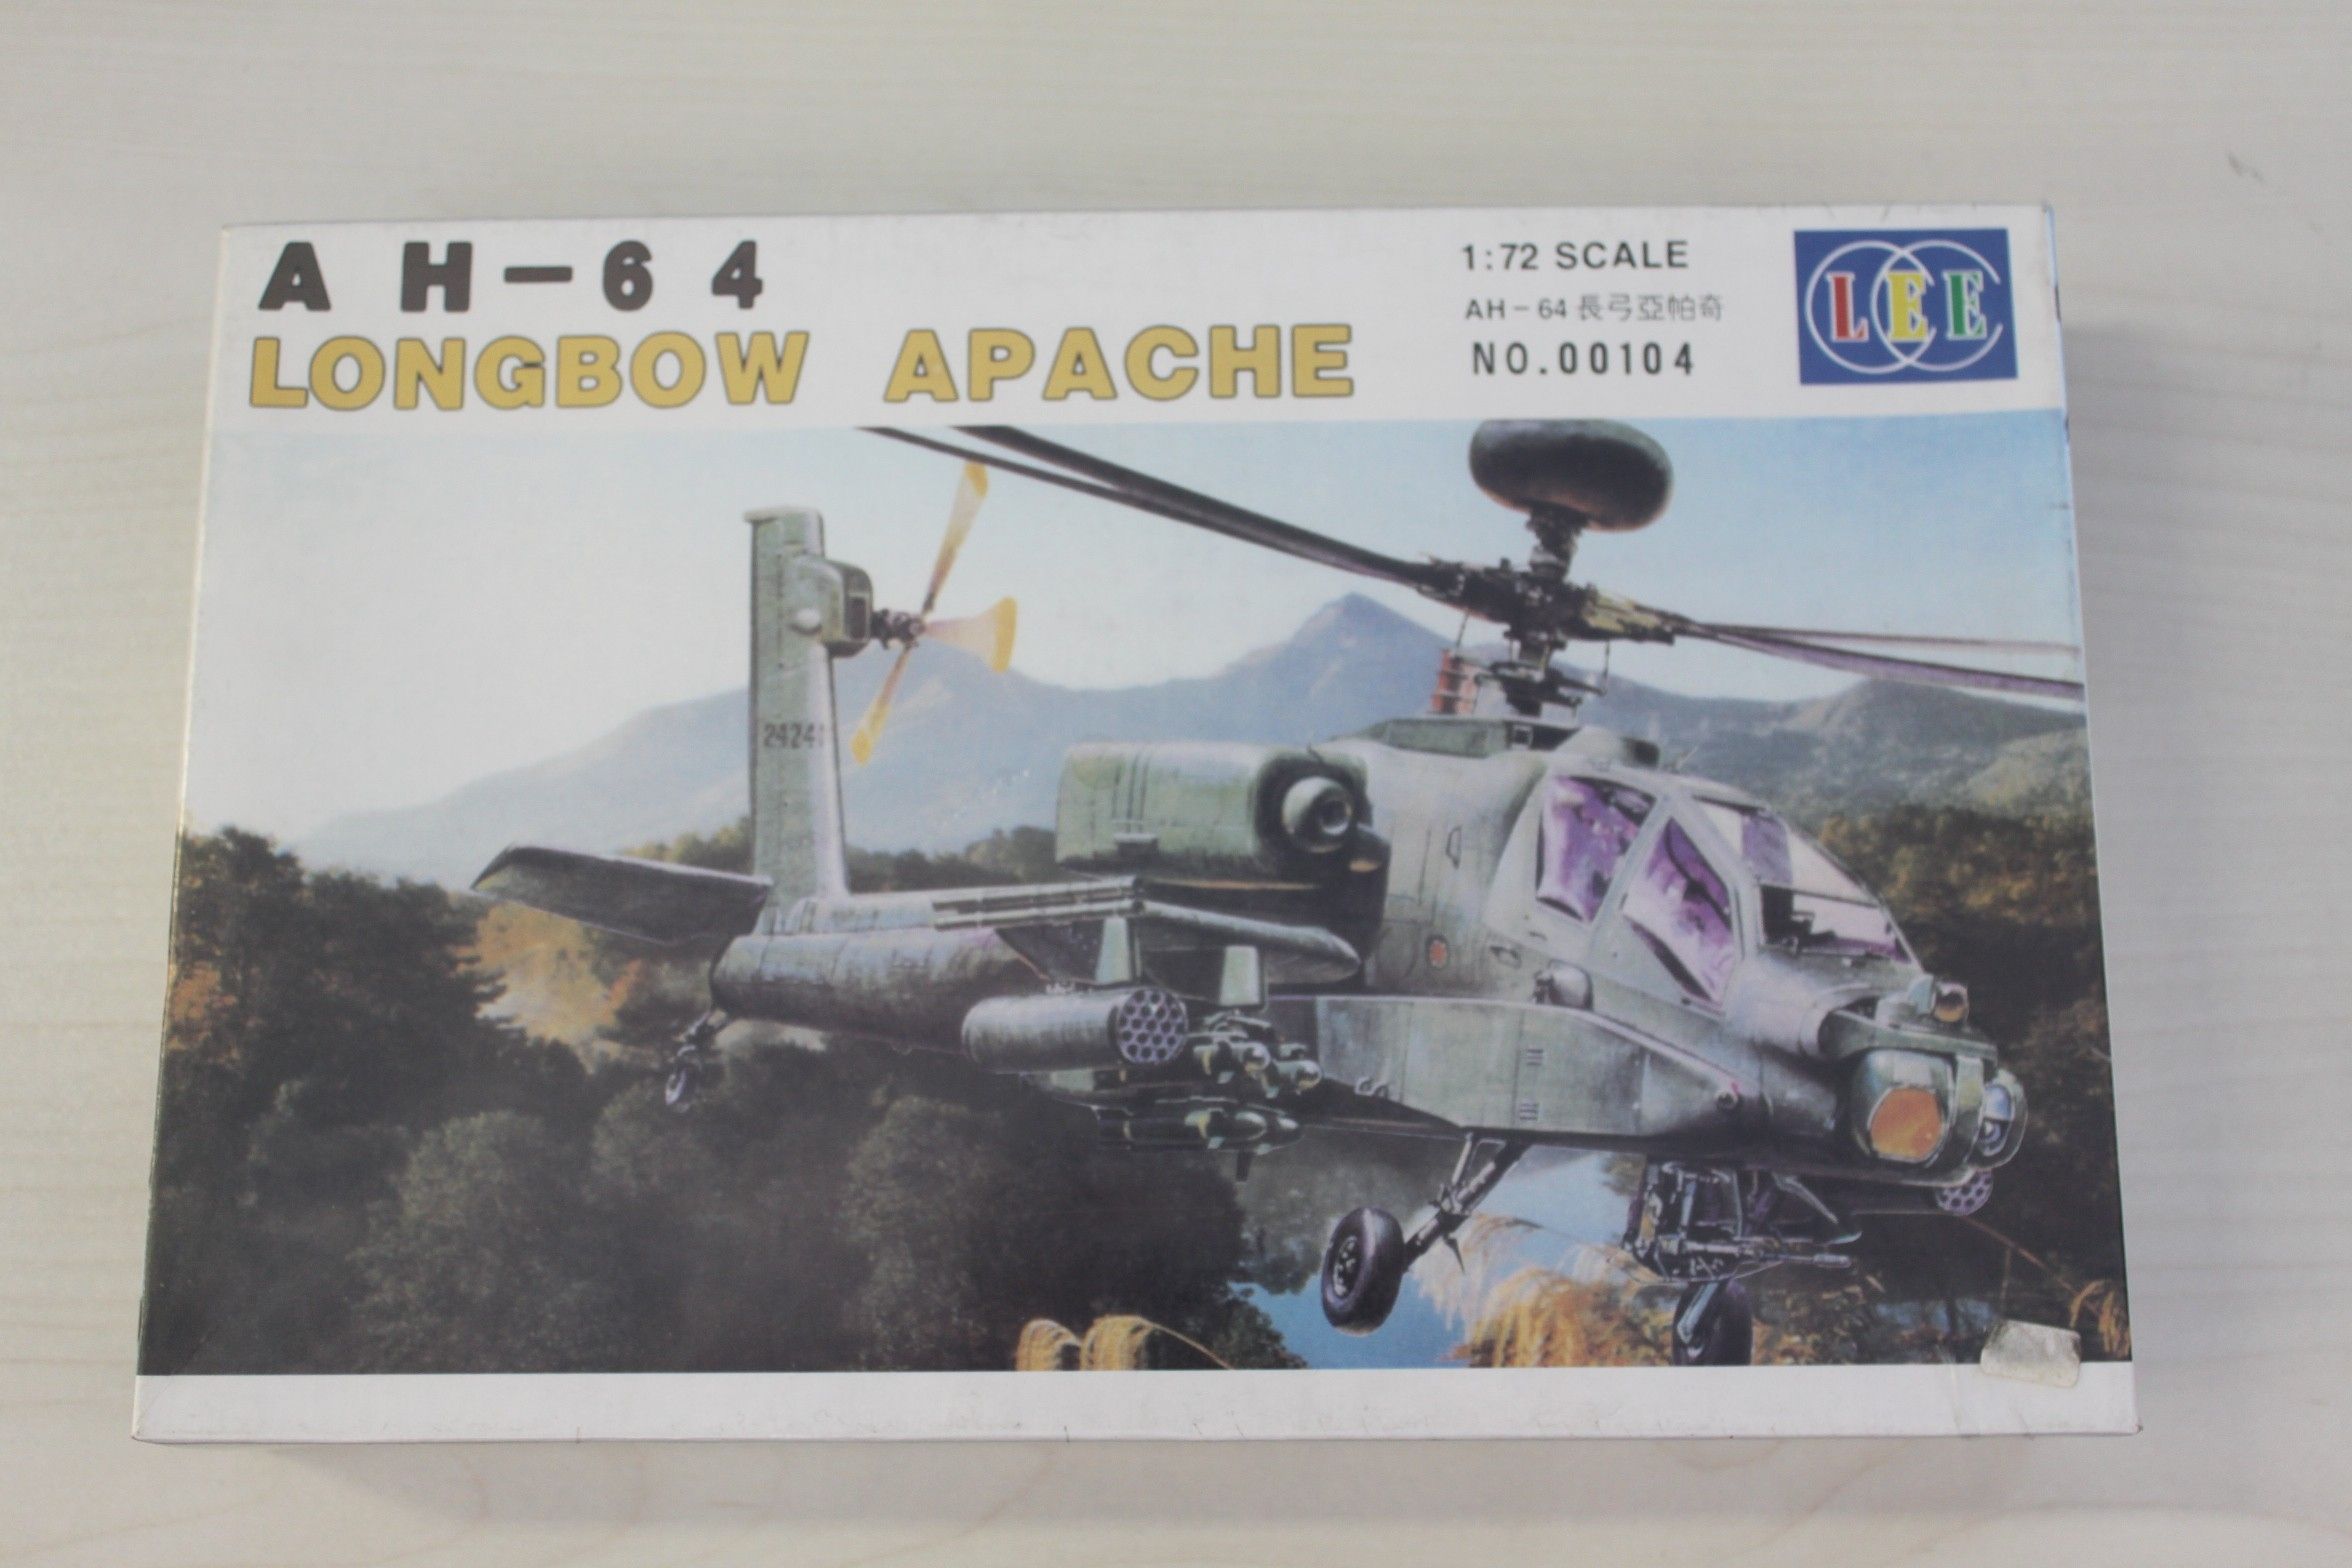 AH-64
LONGBOW APACHE
1:72 SCALE
AH-64 長弓亞帕奇
NO.00104
LEE